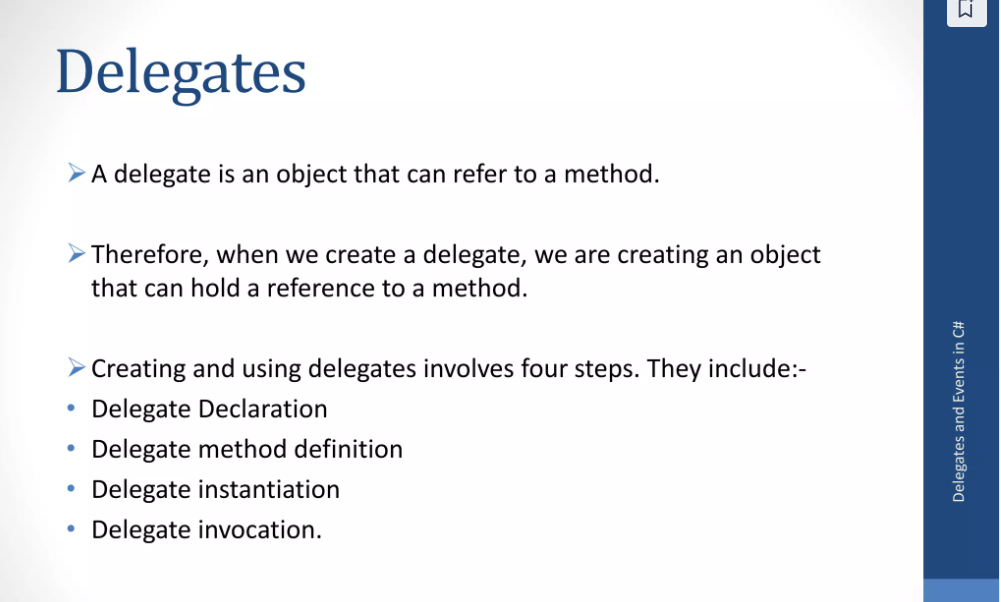 Delegates
A delegate is an object that can refer to a method.
Therefore, when we create a delegate, we are creating an object
that can hold a reference to a method.
Creating and using delegates involves four steps. They include:-
Delegate Declaration
Delegate method definition
Delegate instantiation
Delegate invocation.
Delegates and Events in C#